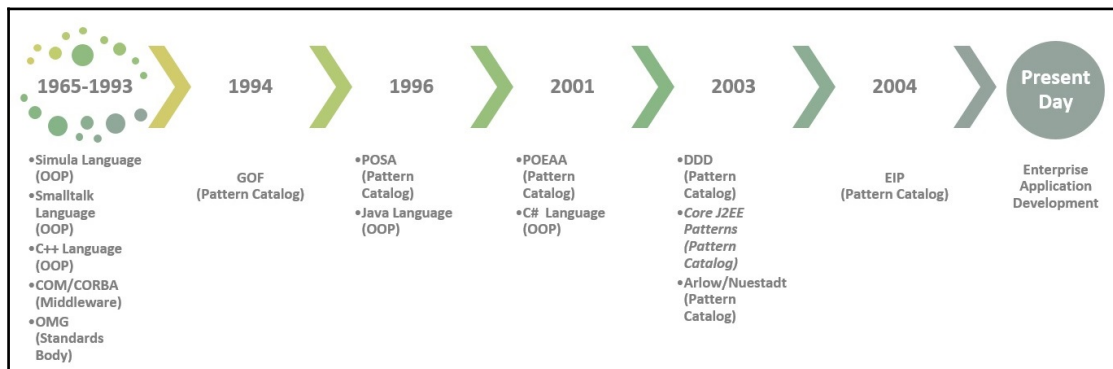 1965-1993
•Simula Language
(OOP)
•Smalltalk
Language
(OOP)
•C++ Language
(OOP)
•COM/CORBA
(Middleware)
•OMG
(Standards
Body)
1994
GOF
(Pattern Catalog)
1996
•POSA
(Pattern
Catalog)
•Java Language
(OOP)
2001
•POEAA
(Pattern
Catalog)
•C# Language
(OOP)
2003
•DDD
(Pattern
Catalog)
•Core J2EE
Patterns
(Pattern
Catalog)
•Arlow/Nuestadt
(Pattern
Catalog)
2004
EIP
(Pattern Catalog)
Present
Day
Enterprise
Application
Development